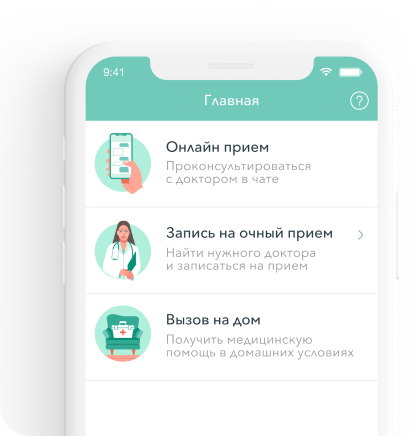 9:41
Главная
?
Онлайн прием
Проконсультироваться
с доктором в чате
Запись на очный прием
Найти нужного доктора
и записаться на прием
Вызов на дом
Получить медицинскую
помощь в домашних условиях